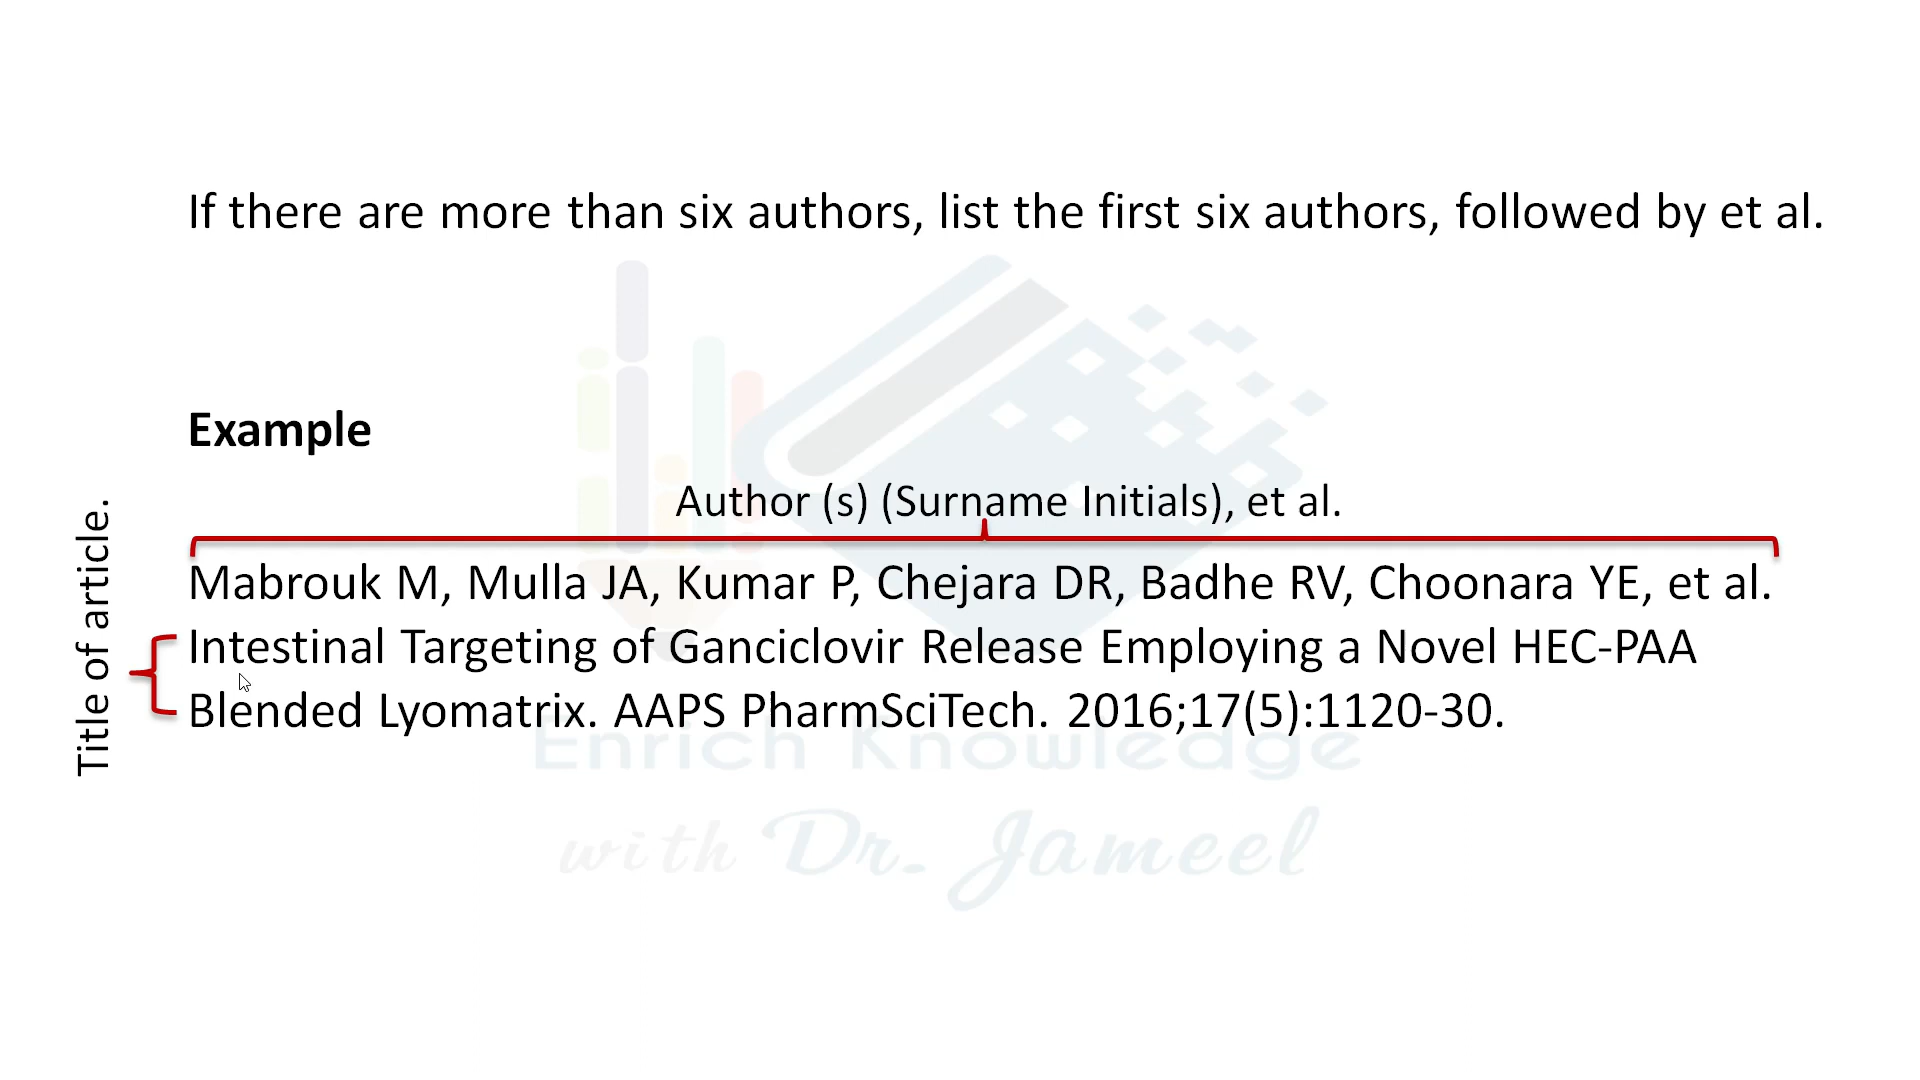 If there are more than six authors, list the first six authors, followed by et al.
Example
Author (s) (Surname Initials), et al.
Title of article.
Mabrouk M, Mulla JA, Kumar P, Chejara DR, Badhe RV, Choonara YE, et al.
Intestinal Targeting of Ganciclovir Release Employing a Novel HEC-PAA
Blended Lyomatrix. AAPS PharmSciTech. 2016;17(5):1120-30.
Enrich Knowledge
with Dr. Jameel